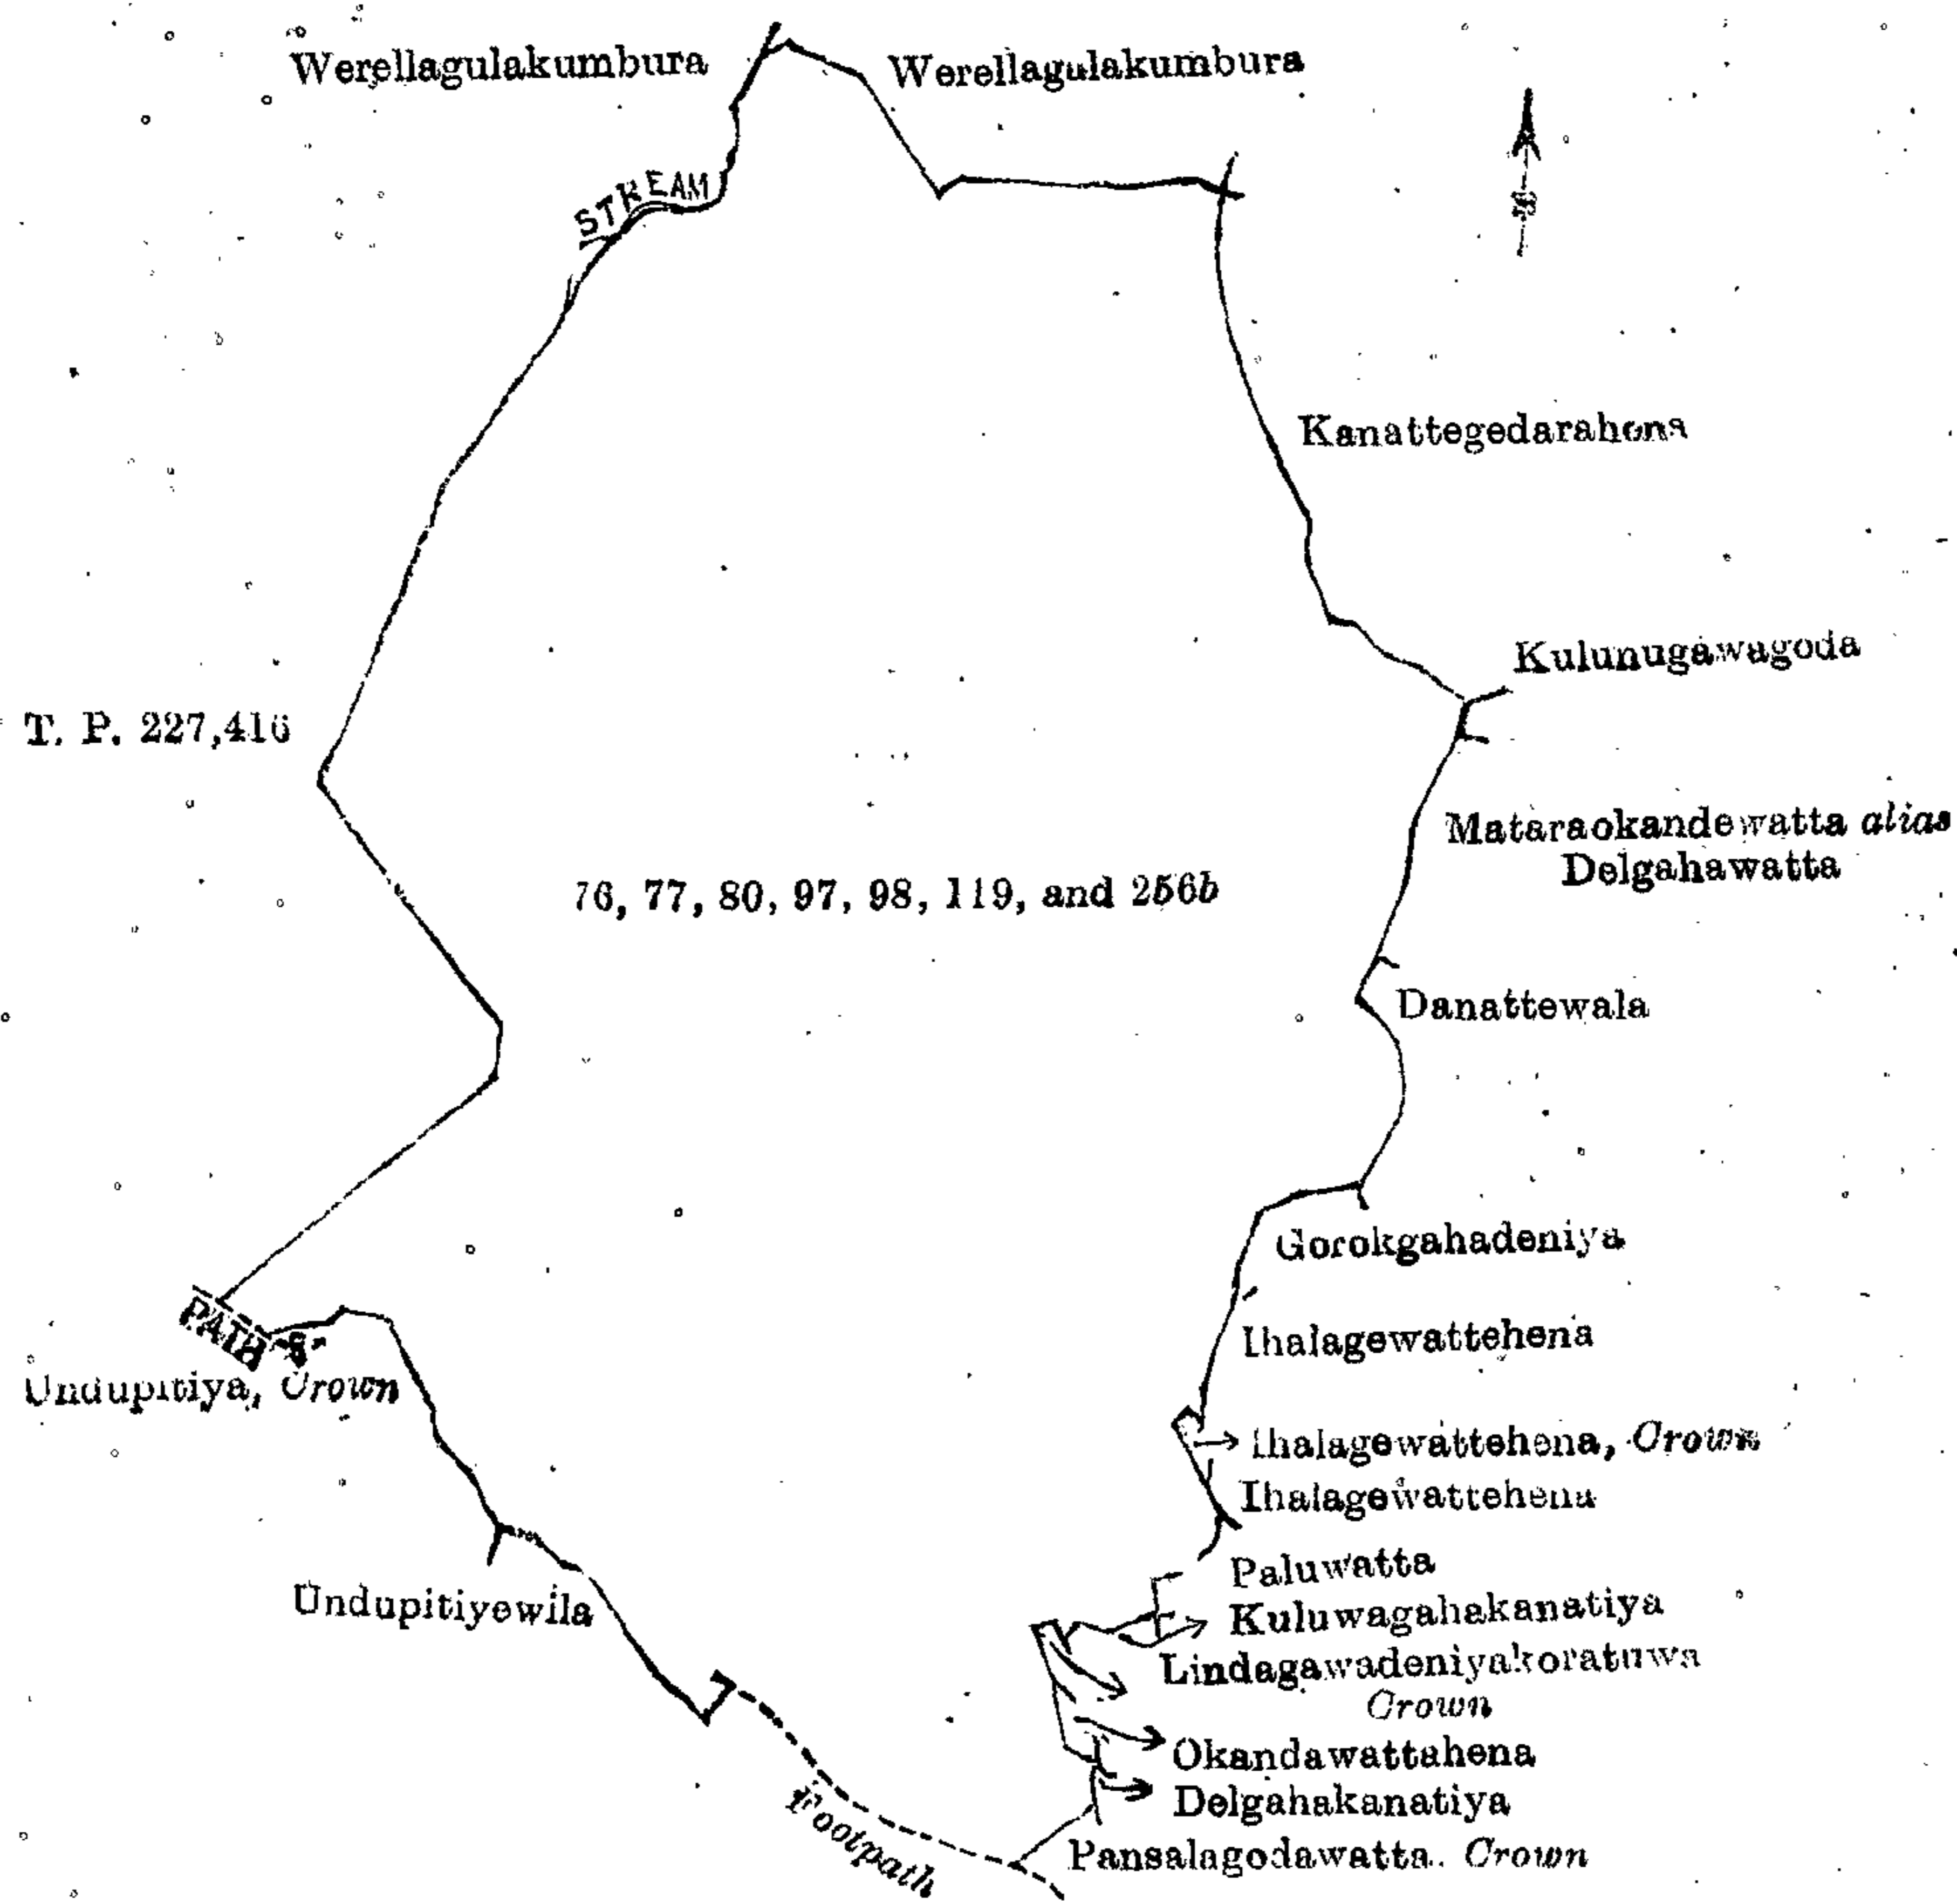 Werellagulakumbura
Werellagulakumbura
STREAM
Kanattegedarahena
Kulunugawagoda
T. P. 227,416
Mataraokandewatta alias
Delgahawatta
76, 77, 80, 97, 98, 119, and 256b
Danattewala
Gorokgahadeniya
PATH
Ihalagewattehena
Undupitiya, Crown
Ihalagewattehena, Crown
Ihalagewattehena
Paluwatta
Undupitiyewila
Kuluwagahakanatiya
Lindagawadeniyakoratuwa
Crown
Okandawattahena
Footpath
Delgahakanatiya
Pansalagodawatta. Crown